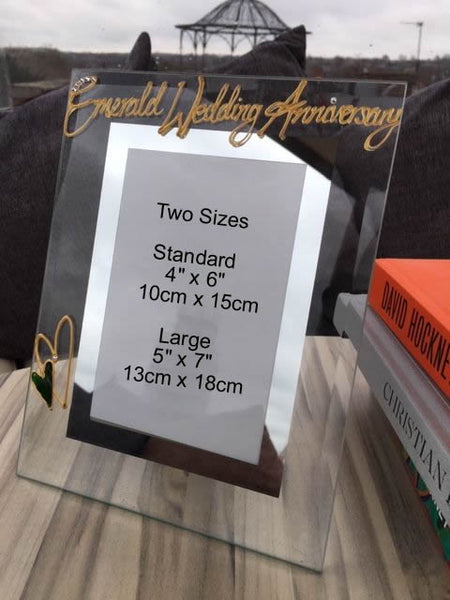 Emerald Wedding Anniversary
Two Sizes
Standard
4" x 6"
10cm x 15cm
Large
5" x 7"
13cm x 18cm
DAVID HOCKNE
CHRISTIAN